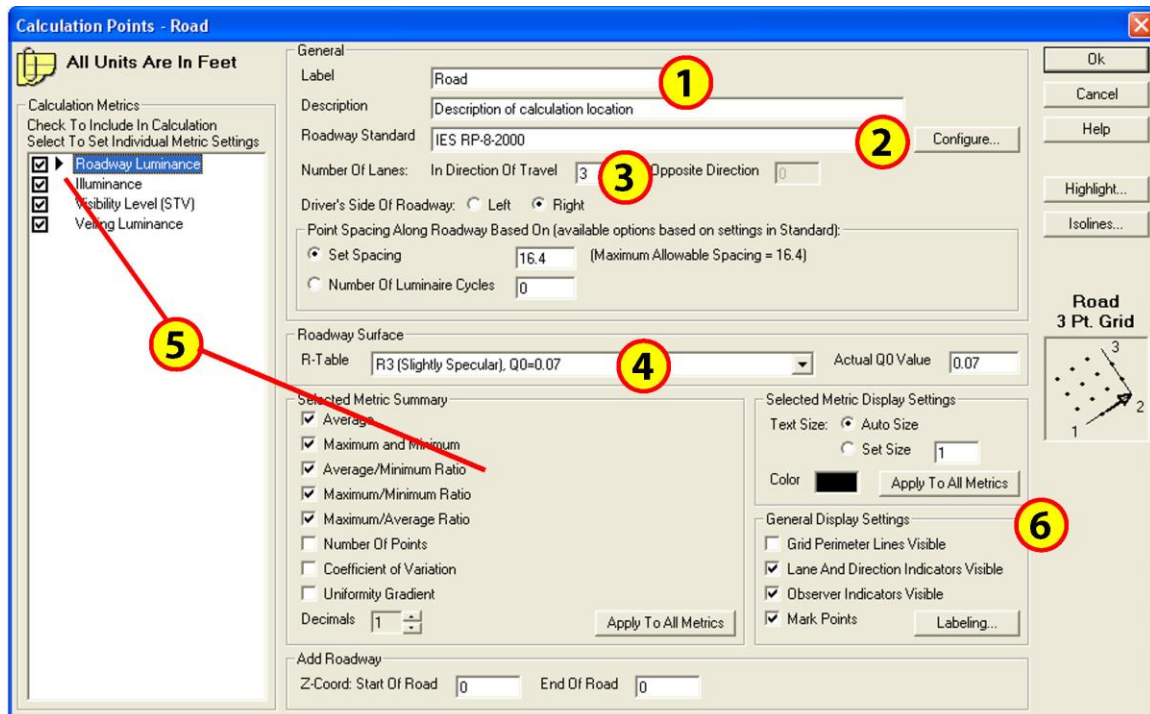 Calculation Points - Road
All Units Are In Feet
Calculation Metrics
Check To Include In Calculation
Select To Set Individual Metric Settings
Roadway Luminance
Illuminance
Visibility Level (STV)
Veiling Luminance
5
General
Label Road 1
Description Description of calculation location
Roadway Standard IES RP-8-2000 2 Configure...
Number Of Lanes: In Direction Of Travel 3 3 Opposite Direction 0
Driver's Side Of Roadway: Left Right
Point Spacing Along Roadway Based On (available options based on settings in Standard):
Set Spacing 16.4 (Maximum Allowable Spacing = 16.4)
Number Of Luminaire Cycles 0
Roadway Surface
R-Table R3 (Slightly Specular), Q0=0.07 4 Actual Q0 Value 0.07
Selected Metric Summary
Average
Maximum and Minimum
Average/Minimum Ratio
Maximum/Minimum Ratio
Maximum/Average Ratio
Number Of Points
Coefficient of Variation
Uniformity Gradient
Decimals 1 Apply To All Metrics
Selected Metric Display Settings
Text Size: Auto Size
Set Size 1
Color Apply To All Metrics
General Display Settings 6
Grid Perimeter Lines Visible
Lane And Direction Indicators Visible
Observer Indicators Visible
Mark Points Labeling...
Add Roadway
Z-Coord: Start Of Road 0 End Of Road 0
Ok
Cancel
Help
Highlight...
Isolines...
Road
3 Pt. Grid
3
2
1